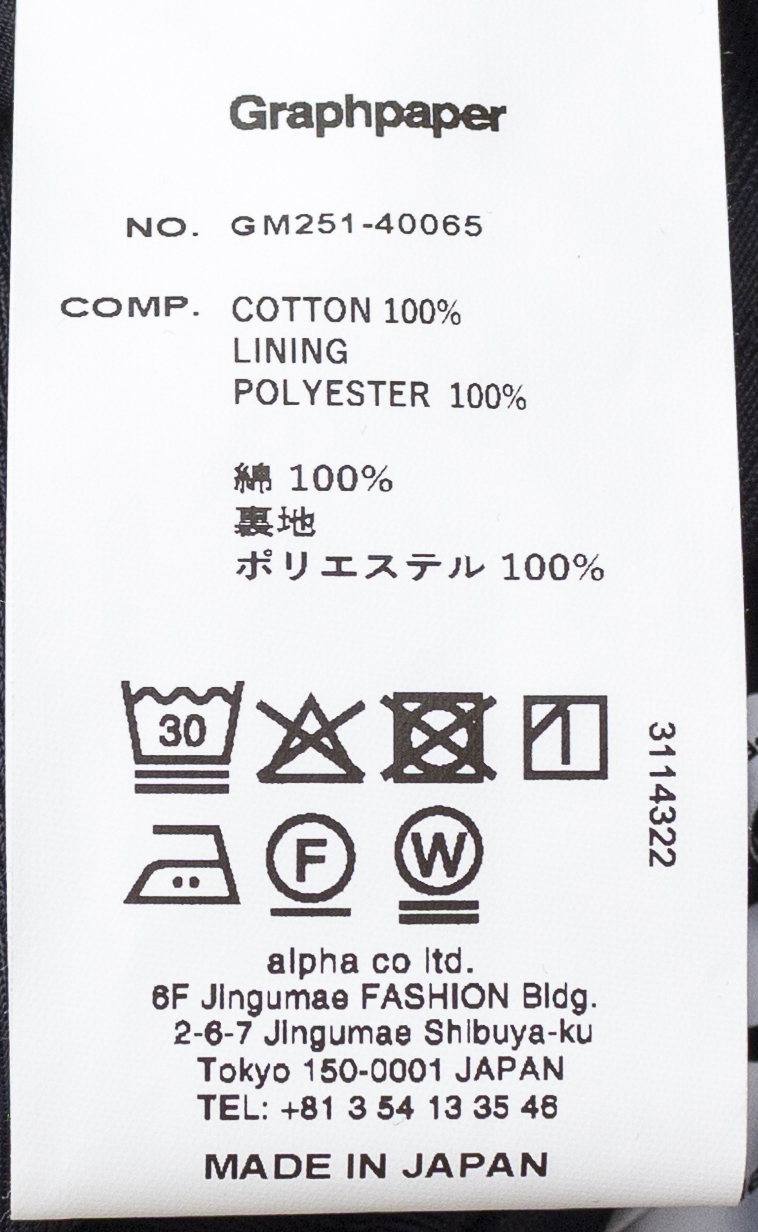 Graphpaper
NO. GM251-40065
COMP. COTTON 100%
LINING
POLYESTER 100%
綿 100%
裏地
ポリエステル 100%
30
3114322
F W
alpha co ltd.
6F Jingumae FASHION Bldg.
2-6-7 Jingumae Shibuya-ku
Tokyo 150-0001 JAPAN
TEL: +81 3 54 13 35 46
MADE IN JAPAN